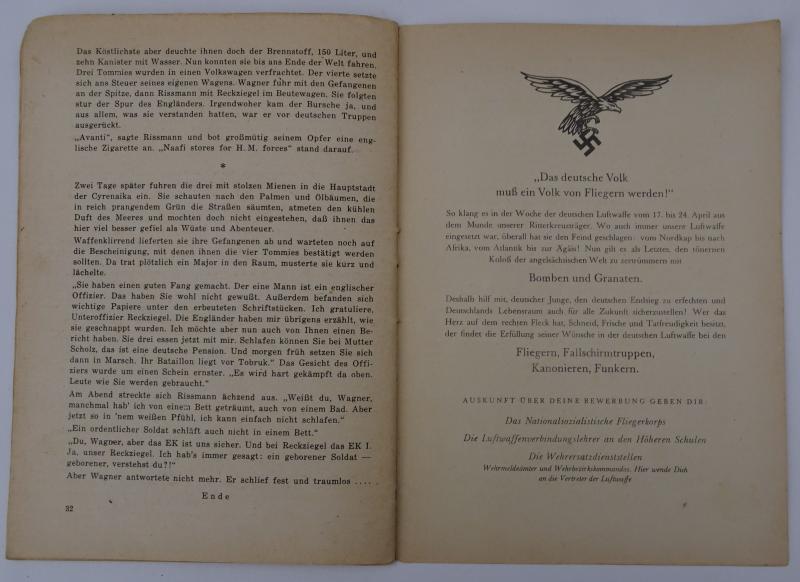 Das Köstlichste aber deuchte ihnen doch der Brennstoff, 150 Liter, und
zehn Kanister mit Wasser. Nun konnten sie bis ans Ende der Welt fahren.
Drei Tommies wurden in einen Volkswagen verfrachtet. Der vierte setzte
sich ans Steuer seines eigenen Wagens. Wagner fuhr mit den Gefangenen
an der Spitze, dann Rissmann mit Reckziegel im Beutewagen. Sie folgten
stur der Spur des Engländers. Irgendwoher kam der Bursche ja, und
aus allem, was sie verstanden hatten, war er vor deutschen Truppen
ausgerückt.
„Avanti“, sagte Rissmann und bot großmütig seinem Opfer eine eng-
lische Zigarette an. „Naafi stores for H. M. forces“ stand darauf.
*
Zwei Tage später fuhren die drei mit stolzen Mienen in die Hauptstadt
der Cyrenaika ein. Sie schauten nach den Palmen und Ölbäumen, die
in reich prangendem Grün die Straßen säumten, atmeten den kühlen
Duft des Meeres und mochten doch nicht eingestehen, daß ihnen das
hier viel besser gefiel als Wüste und Abenteuer.
Waffenklirrend lieferten sie ihre Gefangenen ab und warteten noch auf
die Bescheinigung, mit denen ihnen die vier Tommies bestätigt werden
sollten. Da trat plötzlich ein Major in den Raum, musterte sie kurz und
lächelte.
„Sie haben einen guten Fang gemacht. Der eine Mann ist ein englischer
Offizier. Das haben Sie wohl nicht gewußt. Außerdem befanden sich
wichtige Papiere unter den erbeuteten Schriftstücken. Ich gratuliere,
Unteroffizier Reckziegel. Die Engländer haben mir übrigens erzählt, wie
sie geschnappt wurden. Ich möchte aber nun auch von Ihnen einen Be-
richt haben. Sie drei essen jetzt mit mir. Schlafen können Sie bei Mutter
Scholz, das ist eine deutsche Pension. Und morgen früh setzen Sie sich
dann in Marsch. Ihr Bataillon liegt vor Tobruk.“ Das Gesicht des Offi-
ziers wurde um einen Schein ernster. „Es wird hart gekämpft da oben.
Leute wie Sie werden gebraucht.“
Am Abend streckte sich Rissmann ächzend aus. „Weißt du, Wagner,
manchmal hab' ich von einem Bett geträumt, auch von einem Bad. Aber
jetzt so in 'nem weißen Pfühl, ich kann einfach nicht schlafen.“
„Ein ordentlicher Soldat schläft auch nicht in einem Bett.“
„Du, Wagner, aber das EK ist uns sicher. Und bei Reckziegel das EK I.
Ja, unser Reckziegel. Ich hab's immer gesagt: ein geborener Soldat —
geborener, verstehst du?!“
Aber Wagner antwortete nicht mehr. Er schlief fest und traumlos . . . . .
Ende
32
„Das deutsche Volk
muß ein Volk von Fliegern werden!“
So klang es in der Woche der deutschen Luftwaffe vom 17. bis 24. April aus
dem Munde unserer Ritterkreuzträger. Wo auch immer unsere Luftwaffe
eingesetzt war, überall hat sie den Feind geschlagen: vom Nordkap bis nach
Afrika, vom Atlantik bis zur Ägäis! Nun gilt es als Letztes, den tönernen
Koloß der angelsächsischen Welt zu zertrümmern mit
Bomben und Granaten.
Deshalb hilf mit, deutscher Junge, den deutschen Endsieg zu erfechten und
Deutschlands Lebensraum auch für alle Zukunft sicherzustellen! Wer das
Herz auf dem rechten Fleck hat, Schneid, Frische und Tatfreudigkeit besitzt,
der findet die Erfüllung seiner Wünsche in der deutschen Luftwaffe bei den
Fliegern, Fallschirmtruppen,
Kanonieren, Funkern.
AUSKUNFT ÜBER DEINE BEWERBUNG GEBEN DIR:
Das Nationalsozialistische Fliegerkorps
Die Luftwaffenverbindungslehrer an den Höheren Schulen
Die Wehrersatzdienststellen
Wehrmeldeämter und Wehrbezirkskommandos. Hier wende Dich
an die Vertreter der Luftwaffe